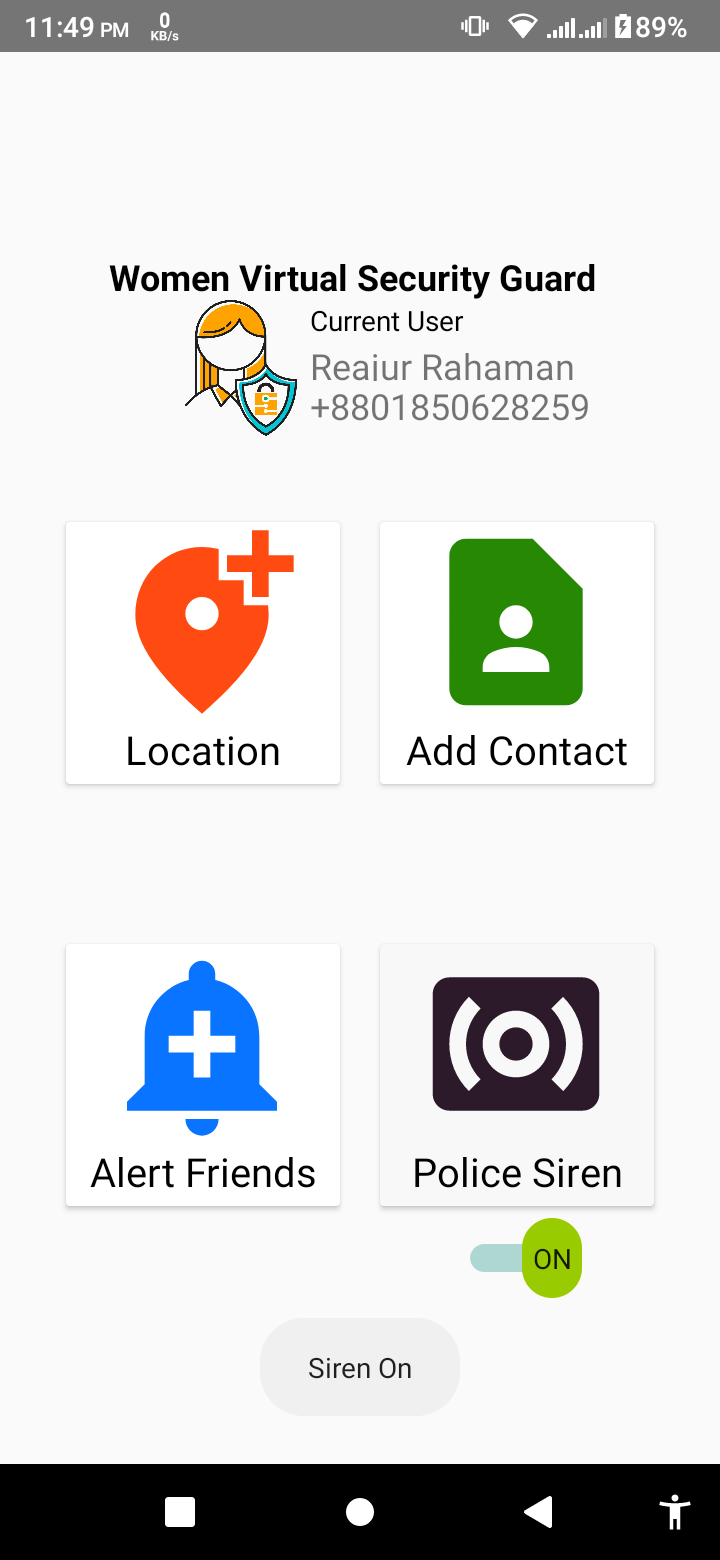 11:49 PM 0 KB/s 89%
Women Virtual Security Guard
Current User
Reajur Rahaman
+8801850628259
Location
Add Contact
Alert Friends
Police Siren
ON
Siren On